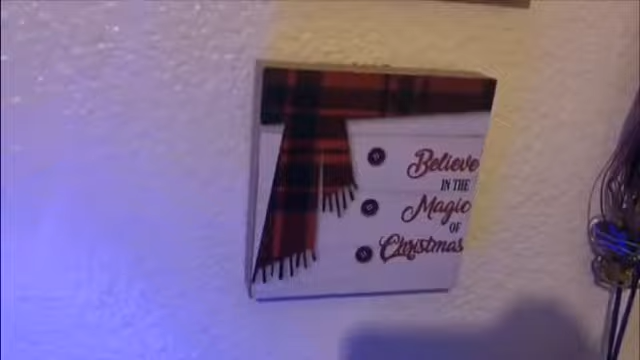 Believe
IN THE
Magic
OF
Christmas